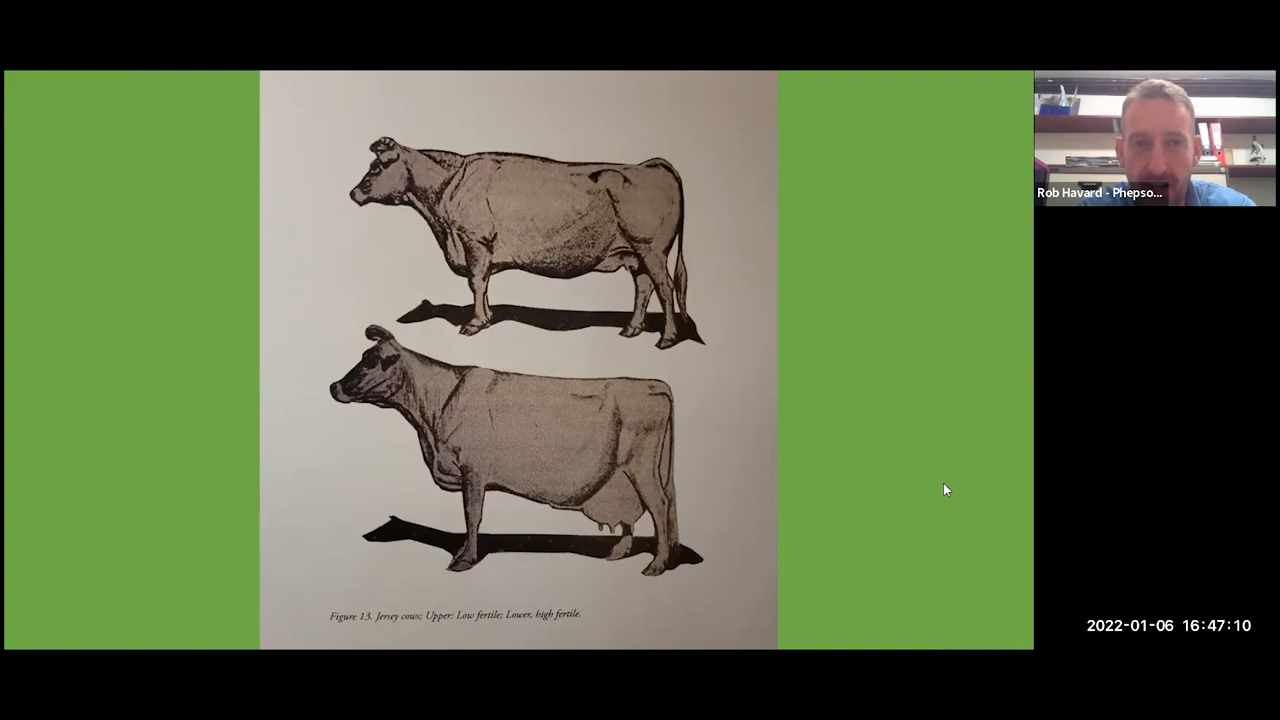 Rob Havard - Phepso...
Figure 13. Jersey cows; Upper: Low fertile; Lower, high fertile.
2022-01-06 16:47:10